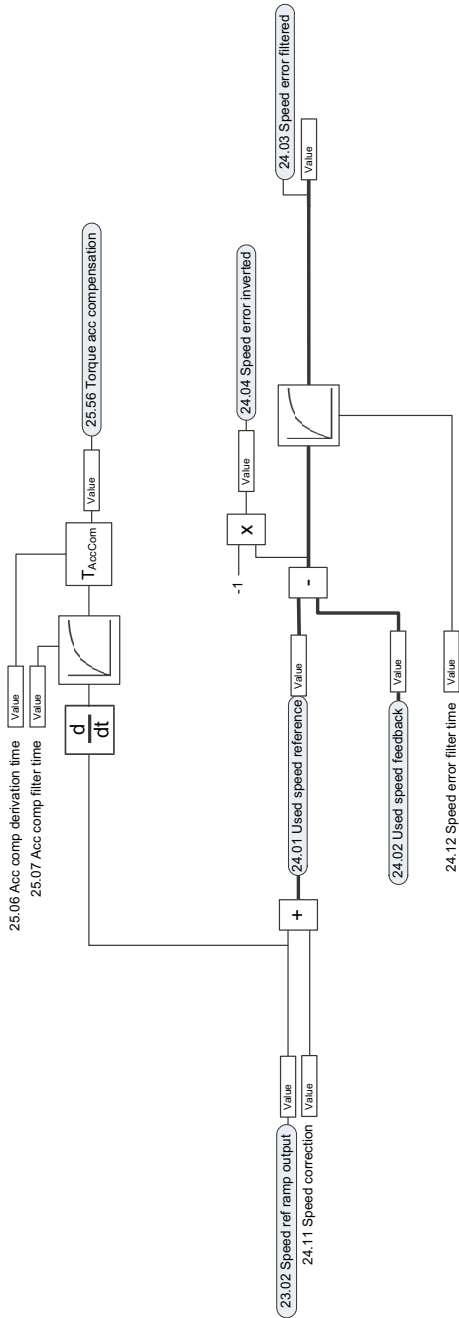 25.06 Acc comp derivation time
Value
25.07 Acc comp filter time
Value
d
dt
TAccCom
Value
25.56 Torque acc compensation
-1
x
Value
24.04 Speed error inverted
23.02 Speed ref ramp output
Value
24.11 Speed correction
Value
+
24.01 Used speed reference
Value
-
24.02 Used speed feedback
Value
24.12 Speed error filter time
Value
Value
24.03 Speed error filtered